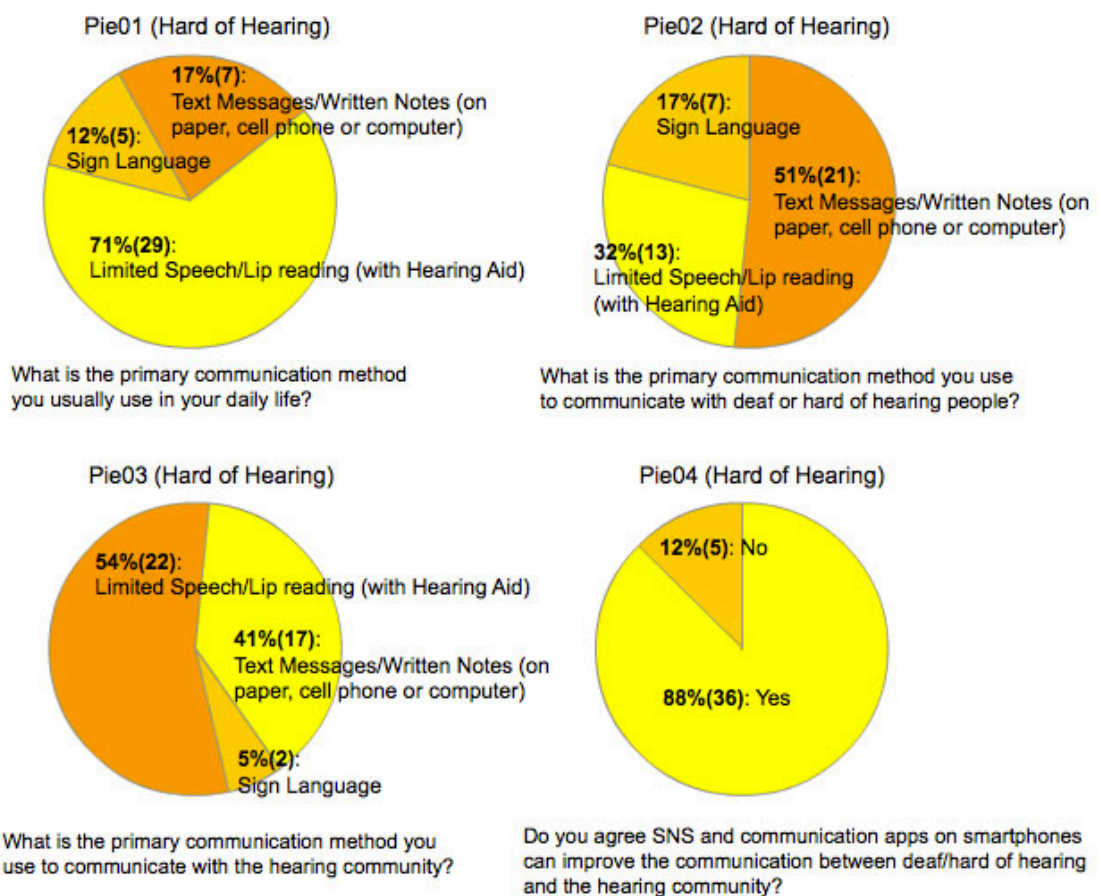 Pie01 (Hard of Hearing)
17%(7):
Text Messages/Written Notes (on
paper, cell phone or computer)
12%(5):
Sign Language
71%(29):
Limited Speech/Lip reading (with Hearing Aid)
What is the primary communication method
you usually use in your daily life?
Pie02 (Hard of Hearing)
17%(7):
Sign Language
51%(21):
Text Messages/Written Notes (on
paper, cell phone or computer)
32%(13):
Limited Speech/Lip reading
(with Hearing Aid)
What is the primary communication method you use
to communicate with deaf or hard of hearing people?
Pie03 (Hard of Hearing)
54%(22):
Limited Speech/Lip reading (with Hearing Aid)
41%(17):
Text Messages/Written Notes (on
paper, cell phone or computer)
5%(2):
Sign Language
What is the primary communication method you
use to communicate with the hearing community?
Pie04 (Hard of Hearing)
12%(5): No
88%(36): Yes
Do you agree SNS and communication apps on smartphones
can improve the communication between deaf/hard of hearing
and the hearing community?